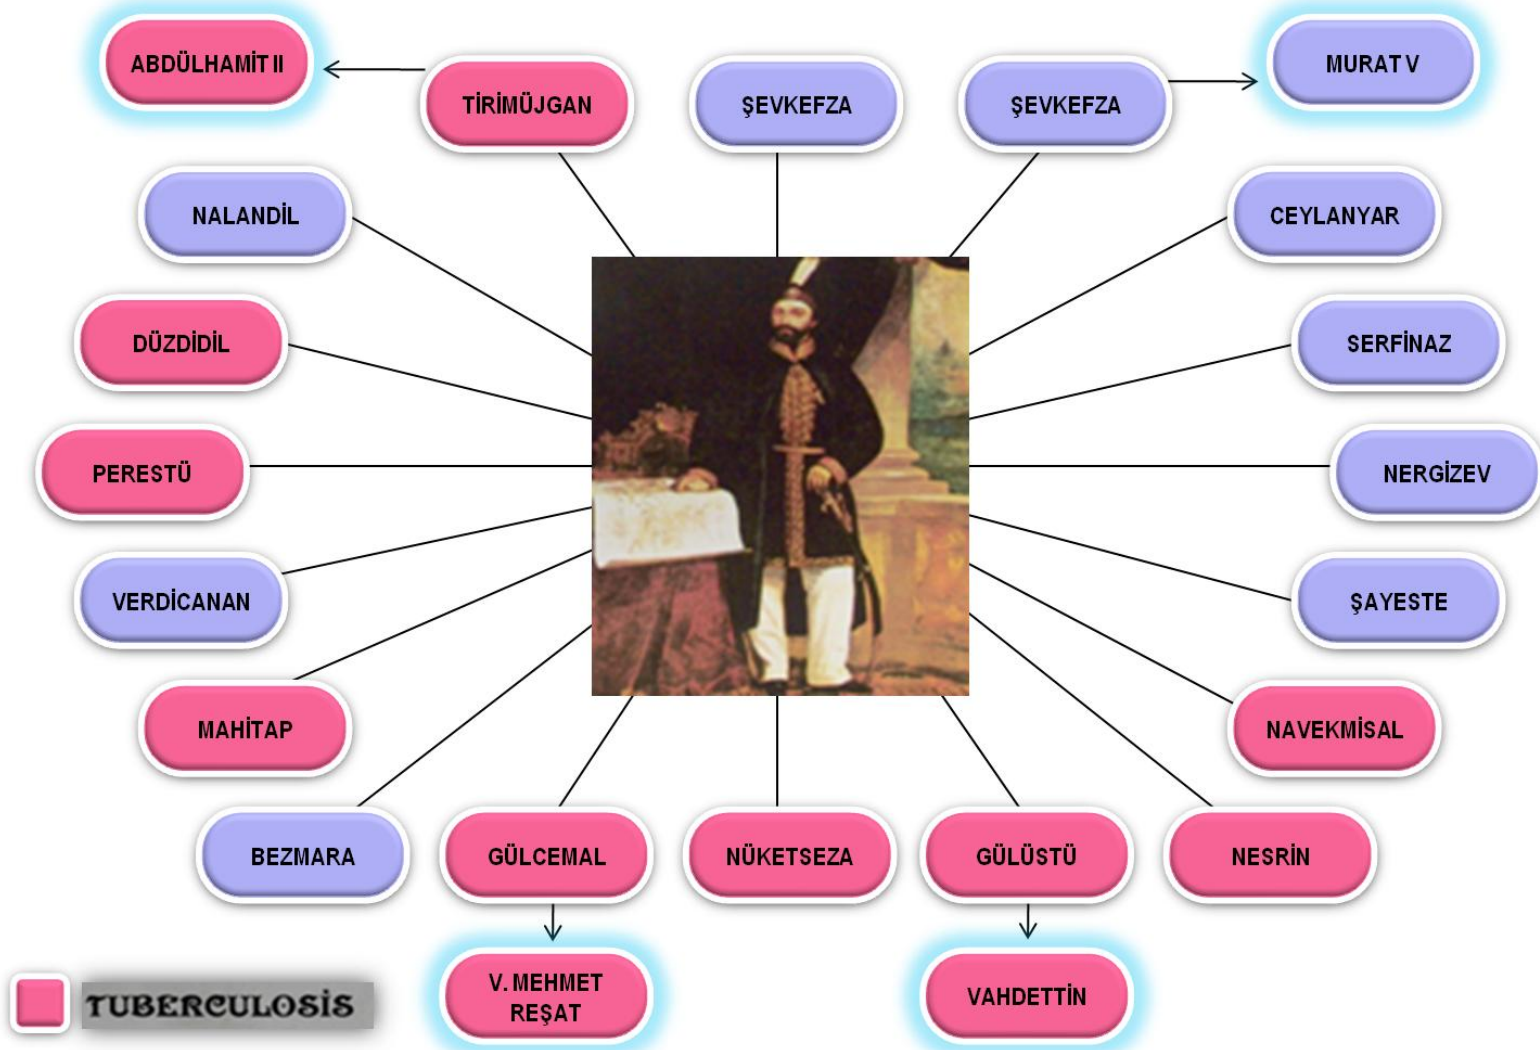 ABDÜLHAMİT II
TİRİMÜJGAN
ŞEVKEFZA
ŞEVKEFZA
MURAT V
NALANDİL
CEYLANYAR
DÜZDİDİL
SERFİNAZ
PERESTÜ
NERGİZEV
VERDİCANAN
ŞAYESTE
MAHİTAP
NAVEKMİSAL
BEZMARA
GÜLCEMAL
NÜKETSEZA
GÜLÜSTÜ
NESRİN
V. MEHMET
REŞAT
VAHDETTİN
TUBERCULOSİS